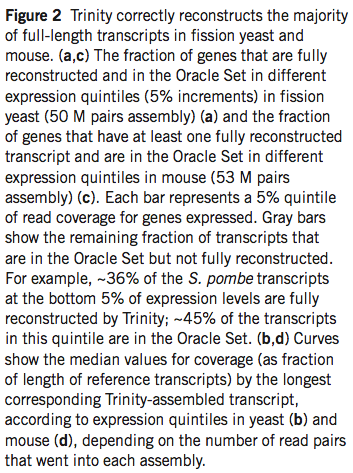 Figure 2 Trinity correctly reconstructs the majority
of full-length transcripts in fission yeast and
mouse. (a,c) The fraction of genes that are fully
reconstructed and in the Oracle Set in different
expression quintiles (5% increments) in fission
yeast (50 M pairs assembly) (a) and the fraction
of genes that have at least one fully reconstructed
transcript and are in the Oracle Set in different
expression quintiles in mouse (53 M pairs
assembly) (c). Each bar represents a 5% quintile
of read coverage for genes expressed. Gray bars
show the remaining fraction of transcripts that
are in the Oracle Set but not fully reconstructed.
For example, ~36% of the S. pombe transcripts
at the bottom 5% of expression levels are fully
reconstructed by Trinity; ~45% of the transcripts
in this quintile are in the Oracle Set. (b,d) Curves
show the median values for coverage (as fraction
of length of reference transcripts) by the longest
corresponding Trinity-assembled transcript,
according to expression quintiles in yeast (b) and
mouse (d), depending on the number of read pairs
that went into each assembly.